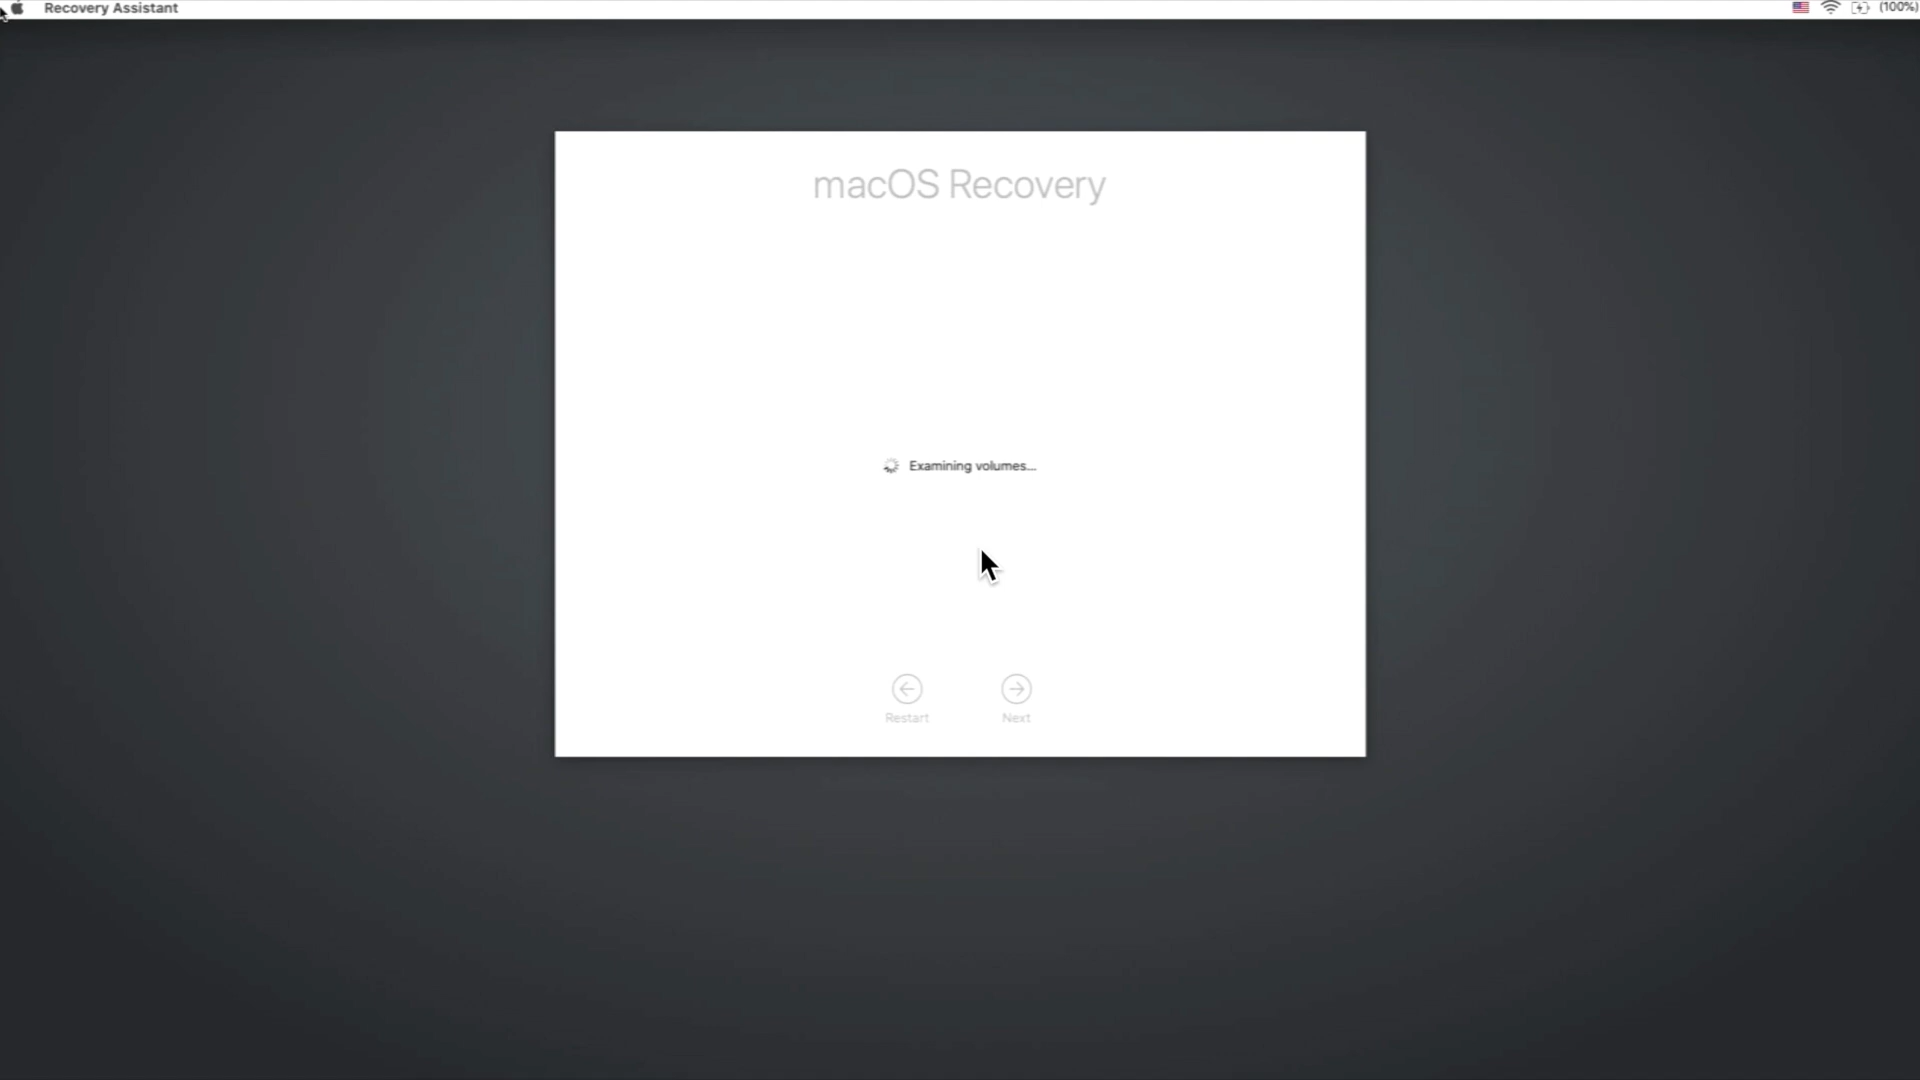 Recovery Assistant
(100%)
macOS Recovery
Examining volumes...
Restart
Next